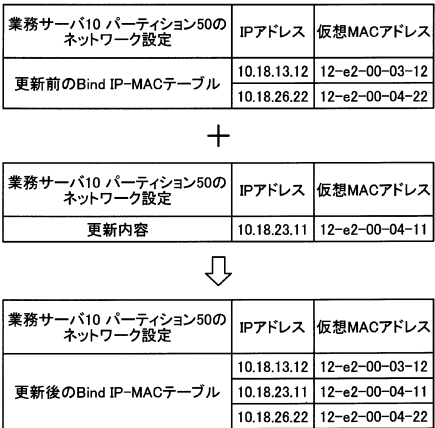 業務サーバ10 パーティション50の
ネットワーク設定
IPアドレス
仮想MACアドレス
更新前のBind IP-MACテーブル
10.18.13.12
12-e2-00-03-12
10.18.26.22
12-e2-00-04-22
+
業務サーバ10 パーティション50の
ネットワーク設定
IPアドレス
仮想MACアドレス
更新内容
10.18.23.11
12-e2-00-04-11
業務サーバ10 パーティション50の
ネットワーク設定
IPアドレス
仮想MACアドレス
更新後のBind IP-MACテーブル
10.18.13.12
12-e2-00-03-12
10.18.23.11
12-e2-00-04-11
10.18.26.22
12-e2-00-04-22